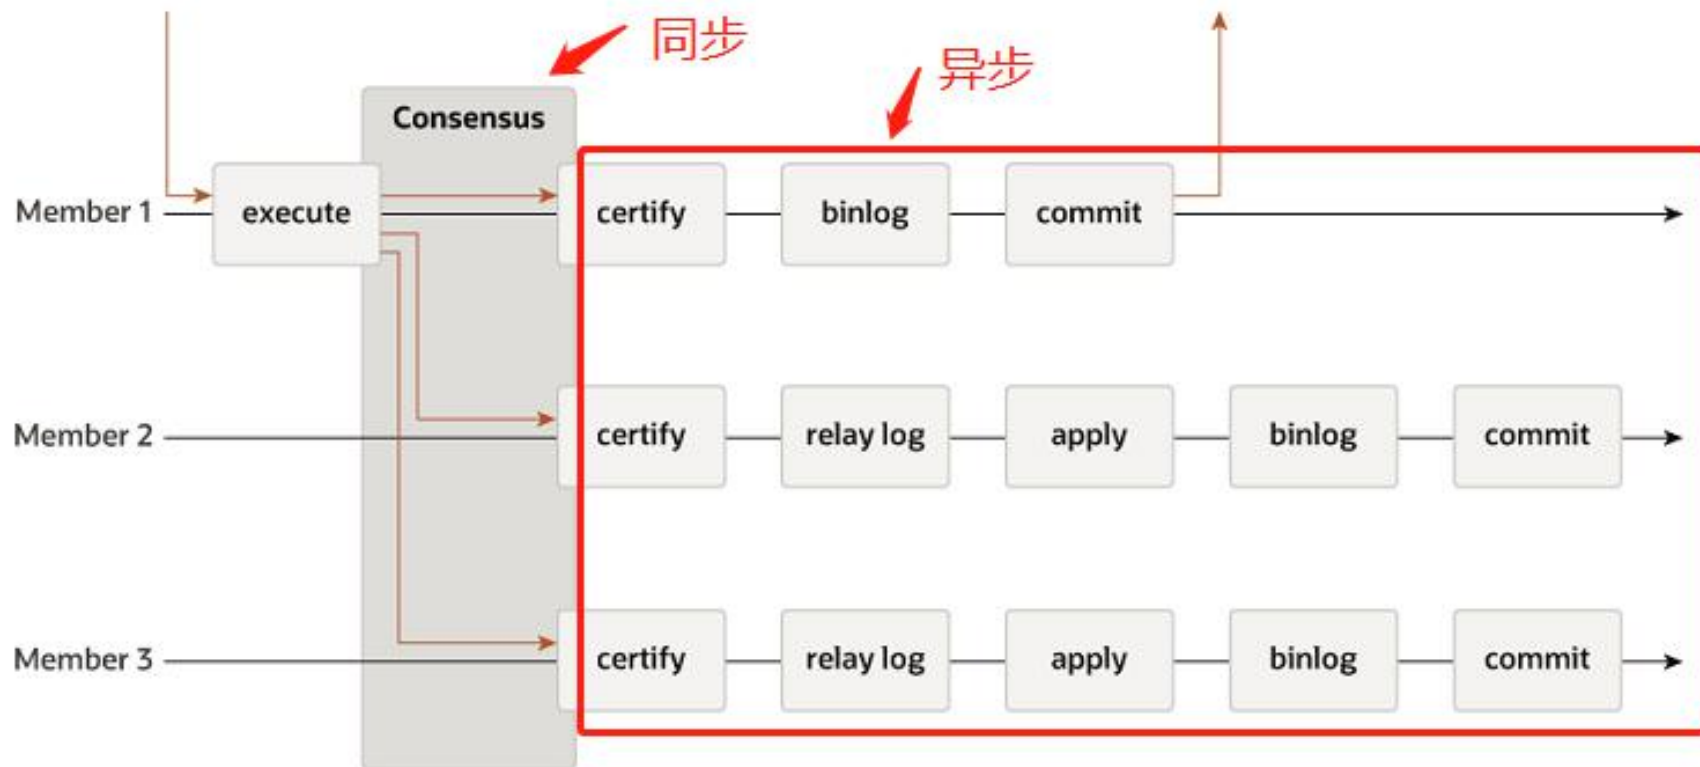 同步
异步
Consensus
Member 1 execute certify binlog commit
Member 2 certify relay log apply binlog commit
Member 3 certify relay log apply binlog commit